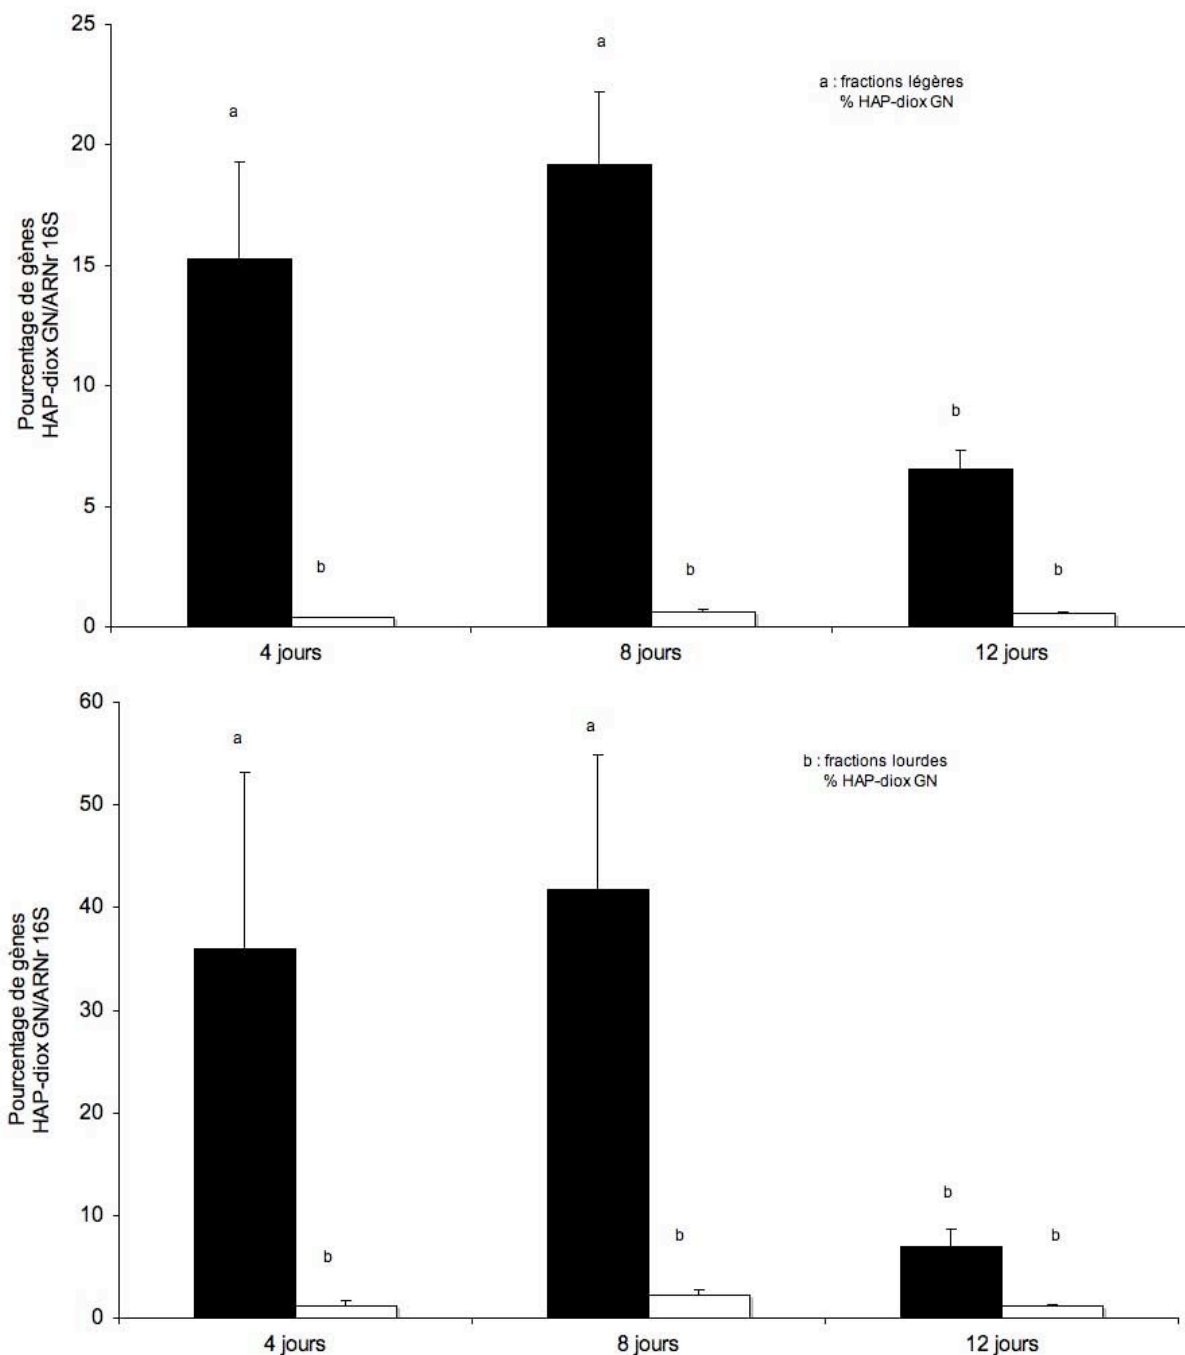 25
20
15
10
5
0
Pourcentage de gènes
HAP-diox GN/ARNr 16S
a
b
a
b
b
b
a : fractions légères
% HAP-diox GN
4 jours
8 jours
12 jours
60
50
40
30
20
10
0
Pourcentage de gènes
HAP-diox GN/ARNr 16S
a
b
a
b
b
b
b : fractions lourdes
% HAP-diox GN
4 jours
8 jours
12 jours